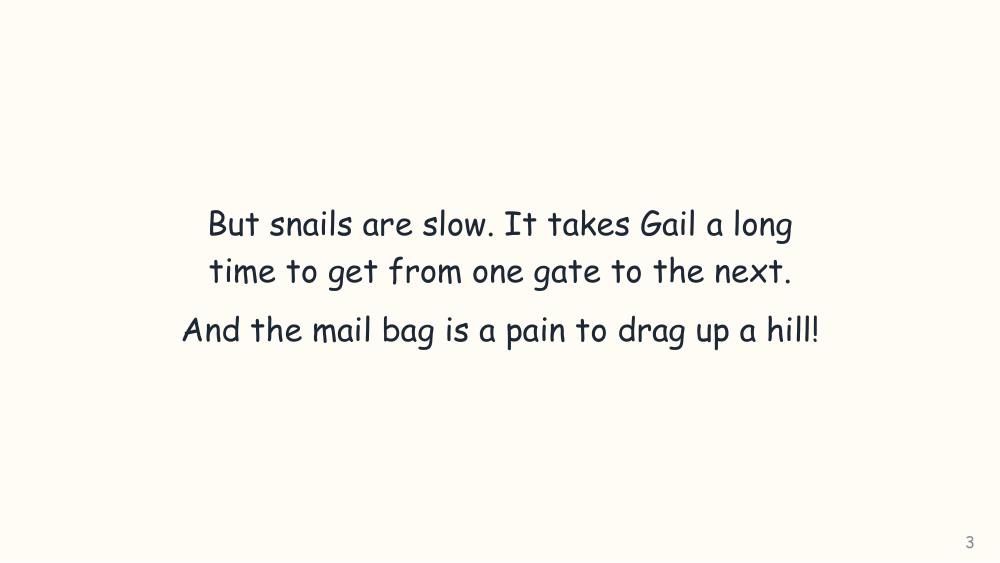 But snails are slow. It takes Gail a long
time to get from one gate to the next.
And the mail bag is a pain to drag up a hill!
3